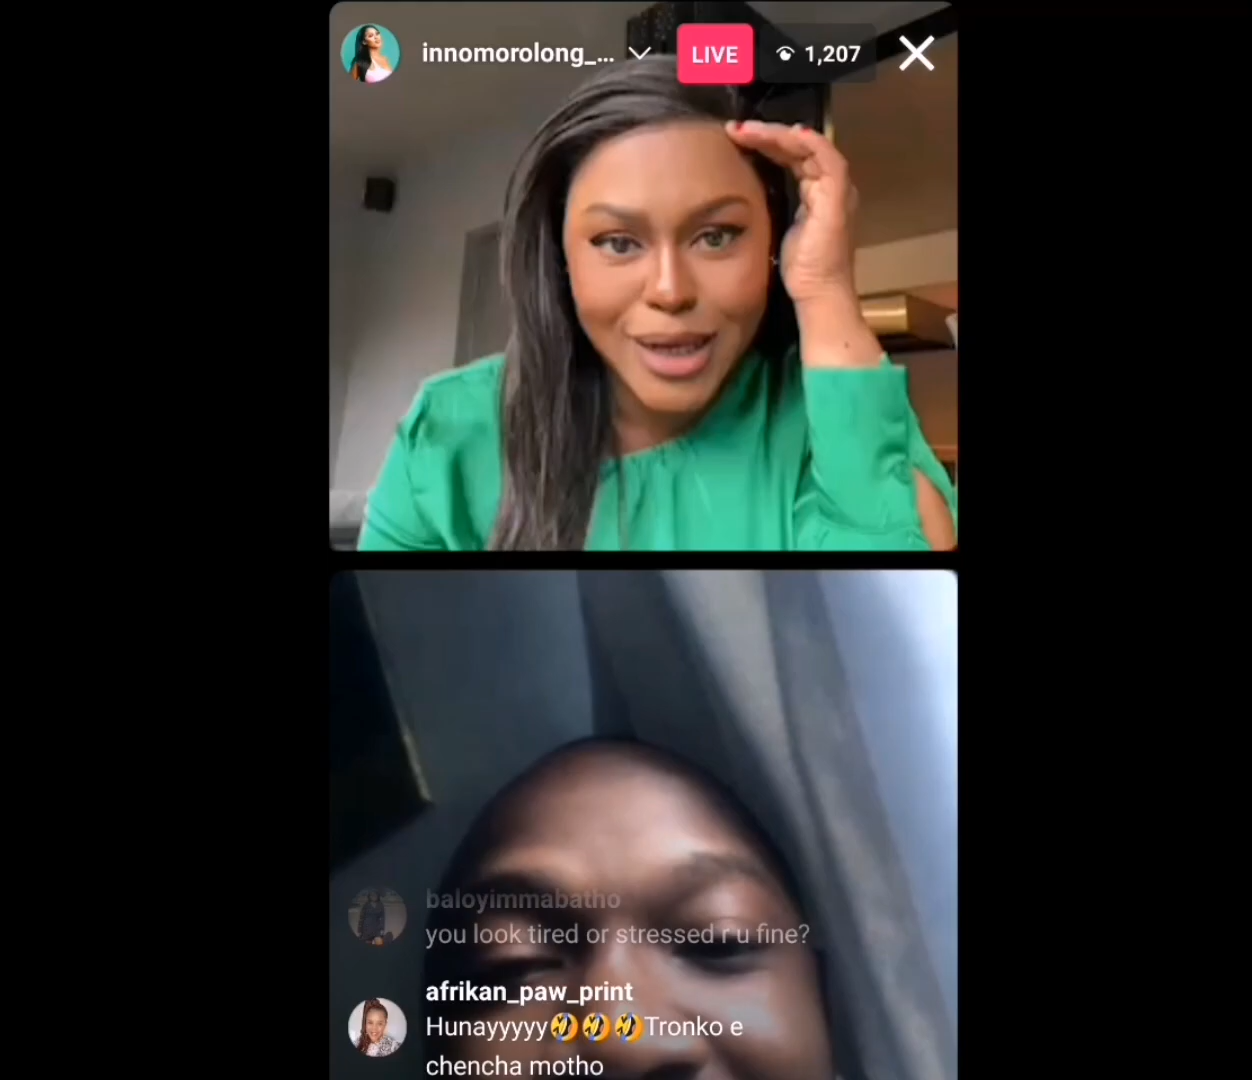 innomorolong_... LIVE 1,207
baloyimmabatho
you look tired or stressed r u fine?
afrikan_paw_print
Hunayyyyy🤣🤣🤣Tronko e
chencha motho